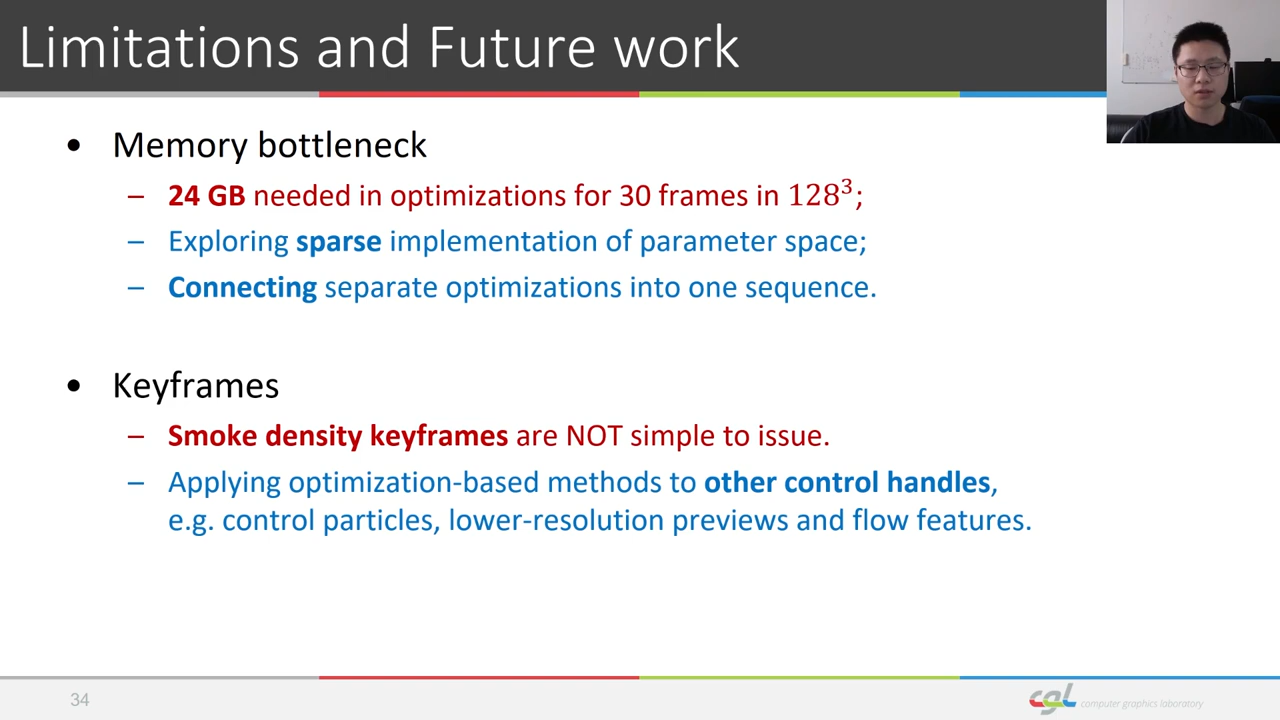 Limitations and Future work
• Memory bottleneck
– 24 GB needed in optimizations for 30 frames in 128³;
– Exploring sparse implementation of parameter space;
– Connecting separate optimizations into one sequence.
• Keyframes
– Smoke density keyframes are NOT simple to issue.
– Applying optimization-based methods to other control handles,
e.g. control particles, lower-resolution previews and flow features.
34
cgl computer graphics laboratory